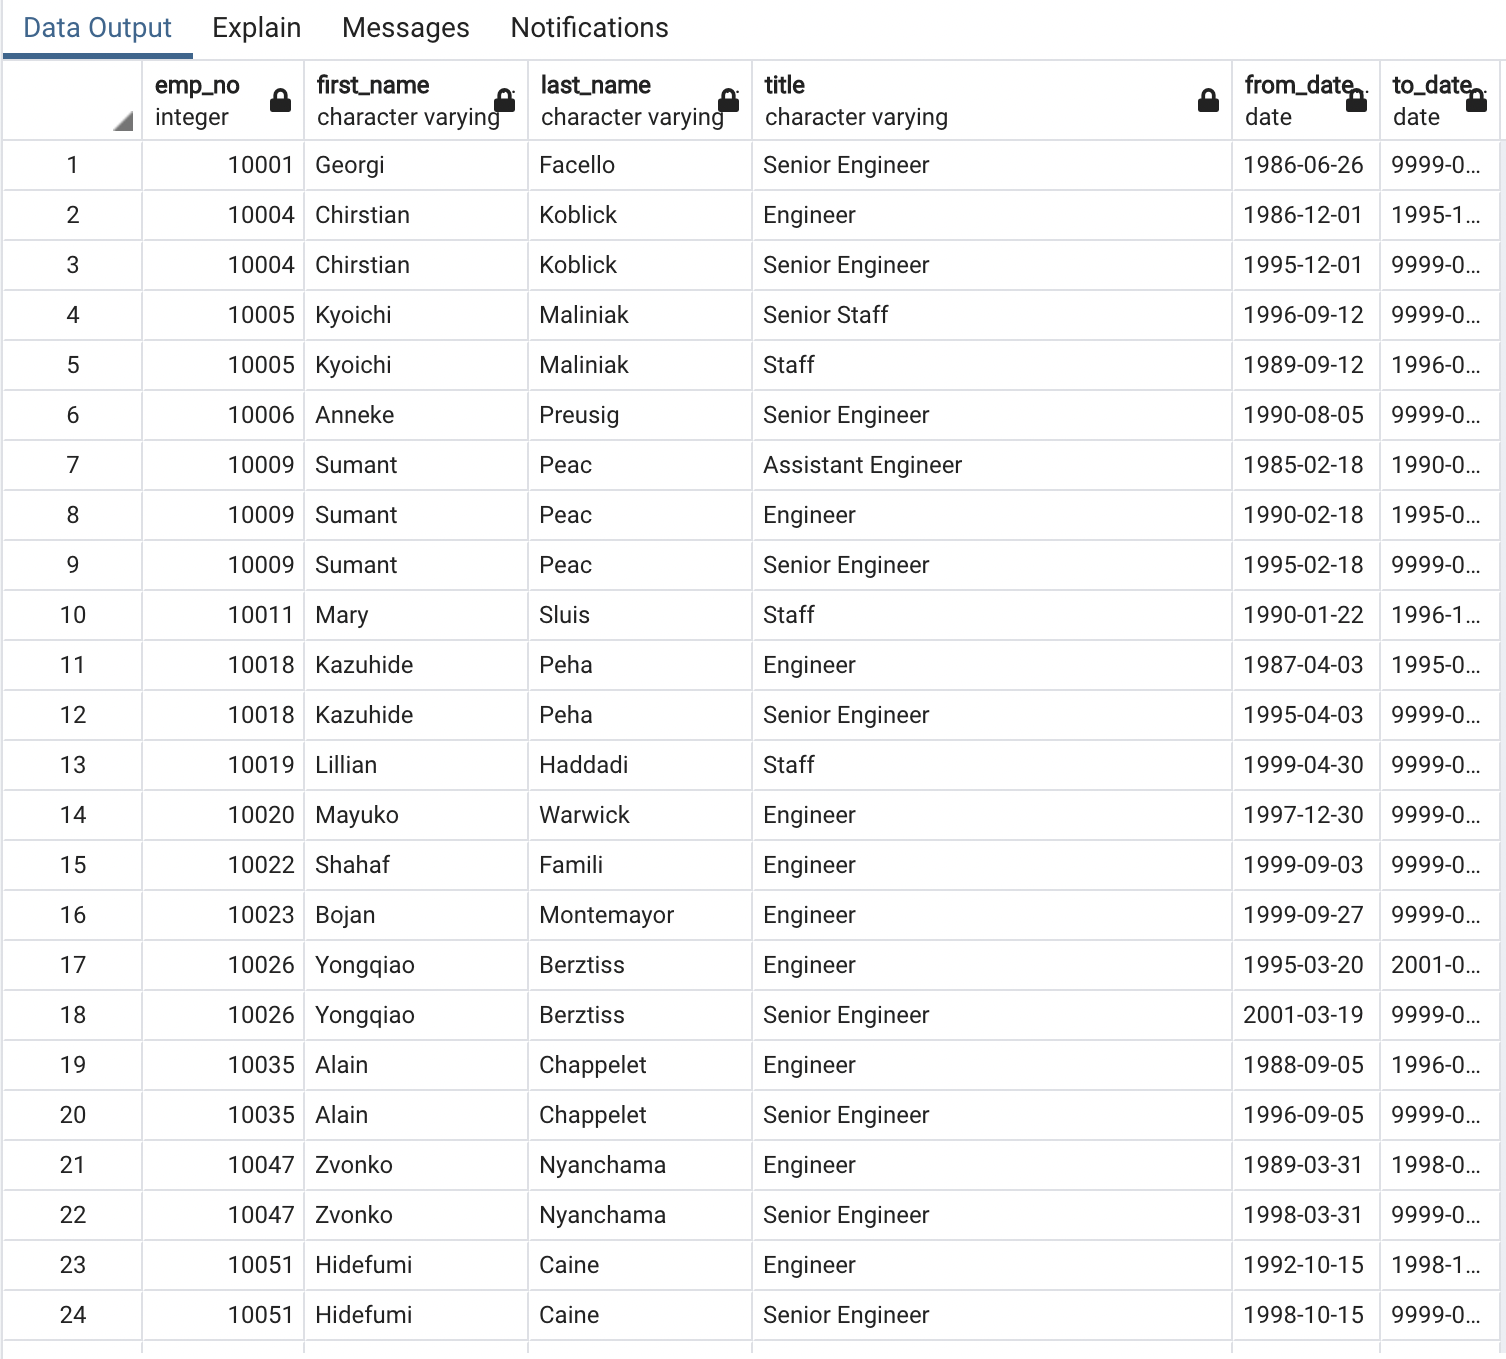 Data Output Explain Messages Notifications
emp_no first_name last_name title from_date to_date
integer character varying character varying character varying date date
1 10001 Georgi Facello Senior Engineer 1986-06-26 9999-0...
2 10004 Chirstian Koblick Engineer 1986-12-01 1995-1...
3 10004 Chirstian Koblick Senior Engineer 1995-12-01 9999-0...
4 10005 Kyoichi Maliniak Senior Staff 1996-09-12 9999-0...
5 10005 Kyoichi Maliniak Staff 1989-09-12 1996-0...
6 10006 Anneke Preusig Senior Engineer 1990-08-05 9999-0...
7 10009 Sumant Peac Assistant Engineer 1985-02-18 1990-0...
8 10009 Sumant Peac Engineer 1990-02-18 1995-0...
9 10009 Sumant Peac Senior Engineer 1995-02-18 9999-0...
10 10011 Mary Sluis Staff 1990-01-22 1996-1...
11 10018 Kazuhide Peha Engineer 1987-04-03 1995-0...
12 10018 Kazuhide Peha Senior Engineer 1995-04-03 9999-0...
13 10019 Lillian Haddadi Staff 1999-04-30 9999-0...
14 10020 Mayuko Warwick Engineer 1997-12-30 9999-0...
15 10022 Shahaf Famili Engineer 1999-09-03 9999-0...
16 10023 Bojan Montemayor Engineer 1999-09-27 9999-0...
17 10026 Yongqiao Berztiss Engineer 1995-03-20 2001-0...
18 10026 Yongqiao Berztiss Senior Engineer 2001-03-19 9999-0...
19 10035 Alain Chappelet Engineer 1988-09-05 1996-0...
20 10035 Alain Chappelet Senior Engineer 1996-09-05 9999-0...
21 10047 Zvonko Nyanchama Engineer 1989-03-31 1998-0...
22 10047 Zvonko Nyanchama Senior Engineer 1998-03-31 9999-0...
23 10051 Hidefumi Caine Engineer 1992-10-15 1998-1...
24 10051 Hidefumi Caine Senior Engineer 1998-10-15 9999-0...